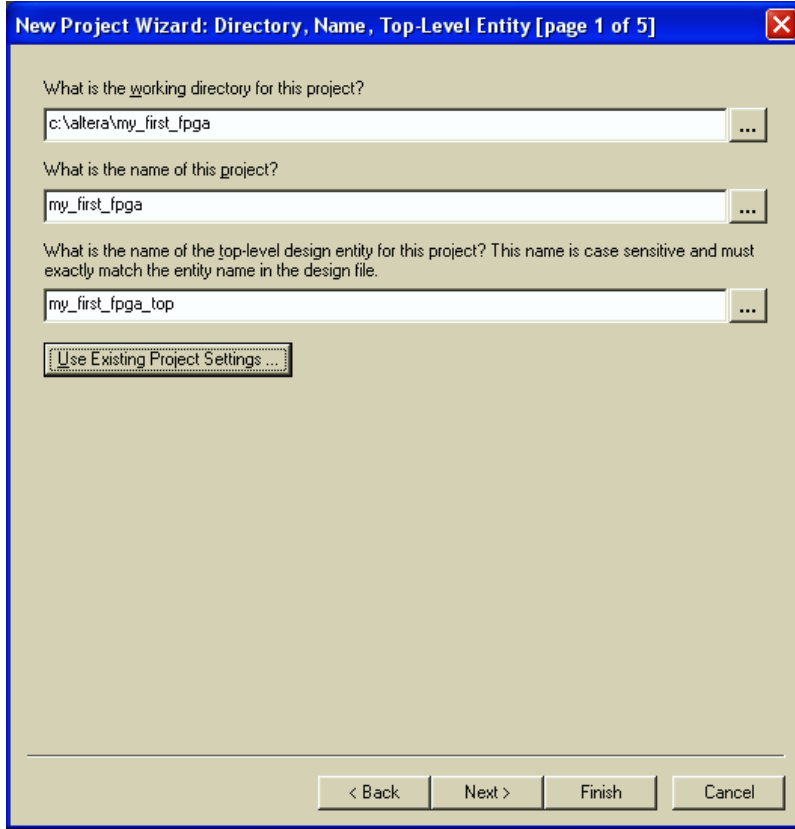 New Project Wizard: Directory, Name, Top-Level Entity [page 1 of 5]
What is the working directory for this project?
c:\altera\my_first_fpga
...
What is the name of this project?
my_first_fpga
...
What is the name of the top-level design entity for this project? This name is case sensitive and must
exactly match the entity name in the design file.
my_first_fpga_top
...
Use Existing Project Settings ...
< Back
Next >
Finish
Cancel